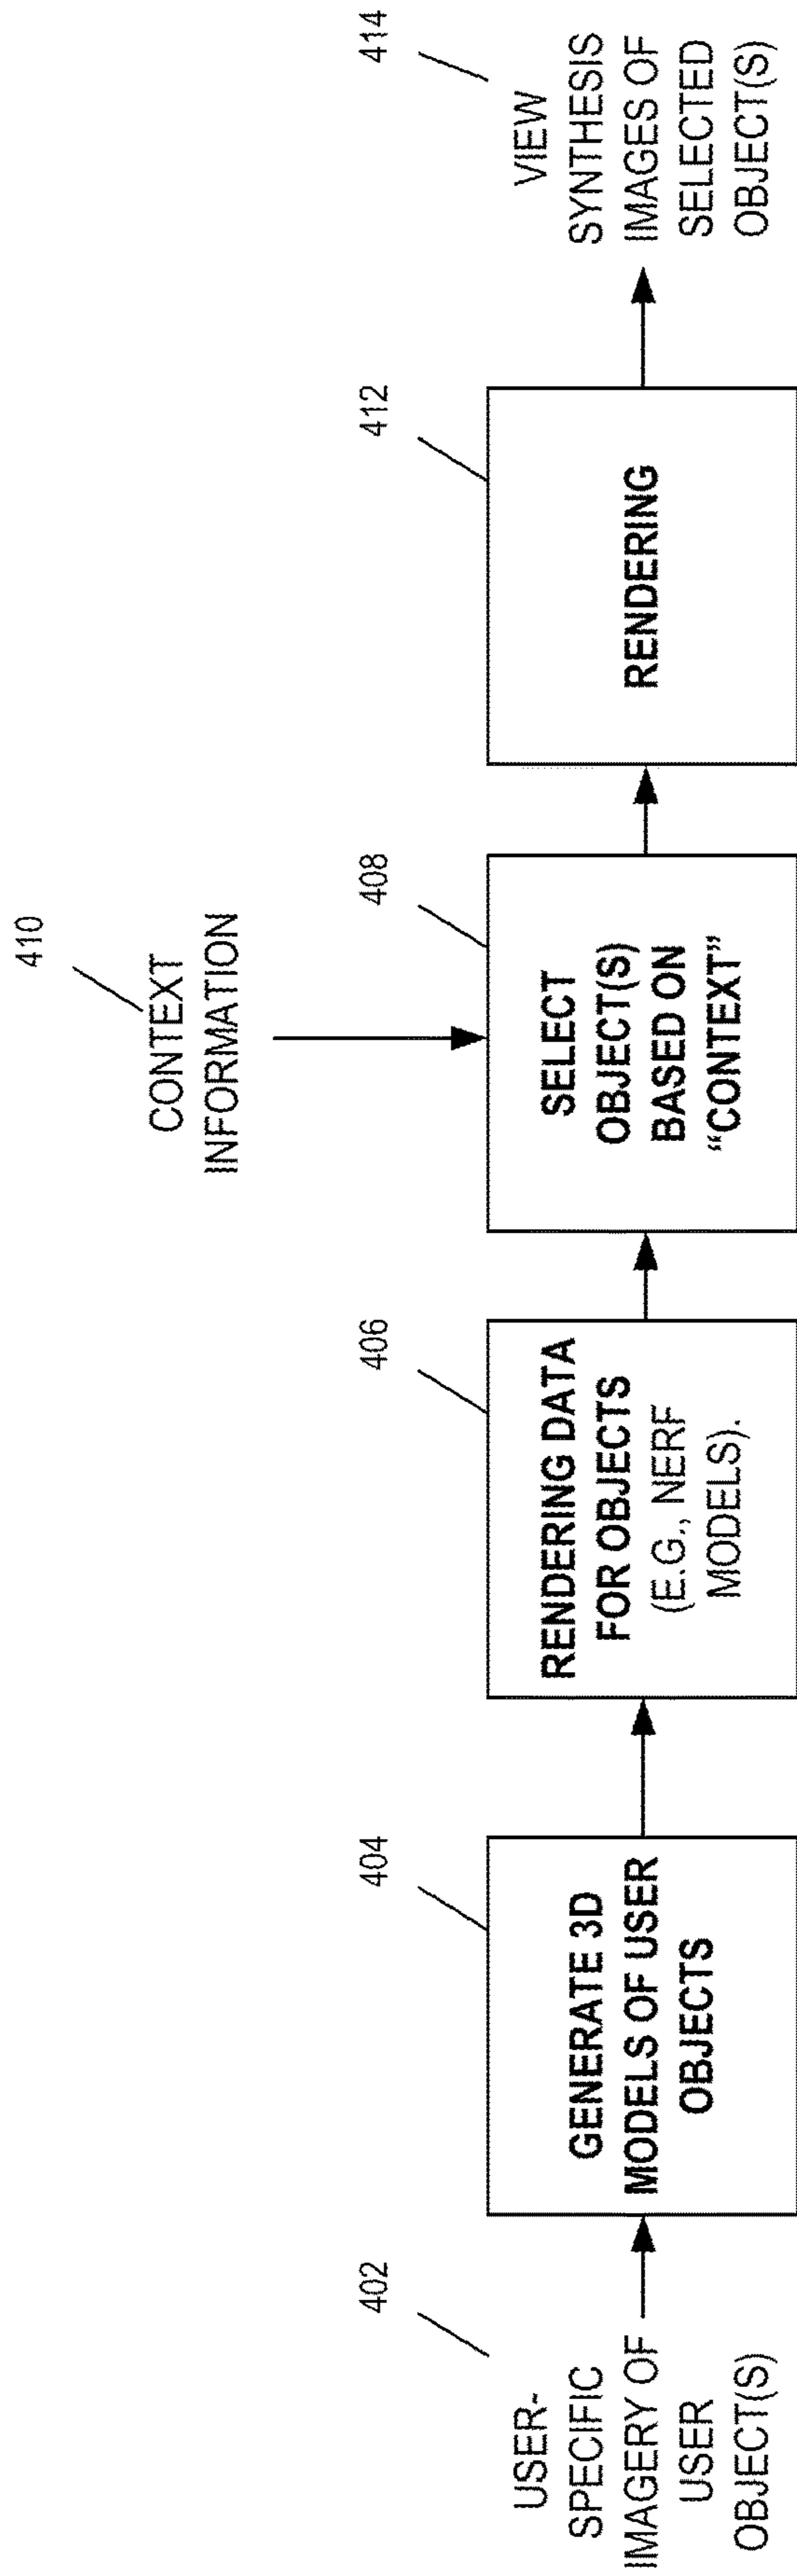 410
CONTEXT
INFORMATION
402
USER-
SPECIFIC
IMAGERY OF
USER
OBJECT(S)
404
GENERATE 3D
MODELS OF USER
OBJECTS
406
RENDERING DATA
FOR OBJECTS
(E.G., NERF
MODELS).
408
SELECT
OBJECT(S)
BASED ON
“CONTEXT”
412
RENDERING
414
VIEW
SYNTHESIS
IMAGES OF
SELECTED
OBJECT(S)